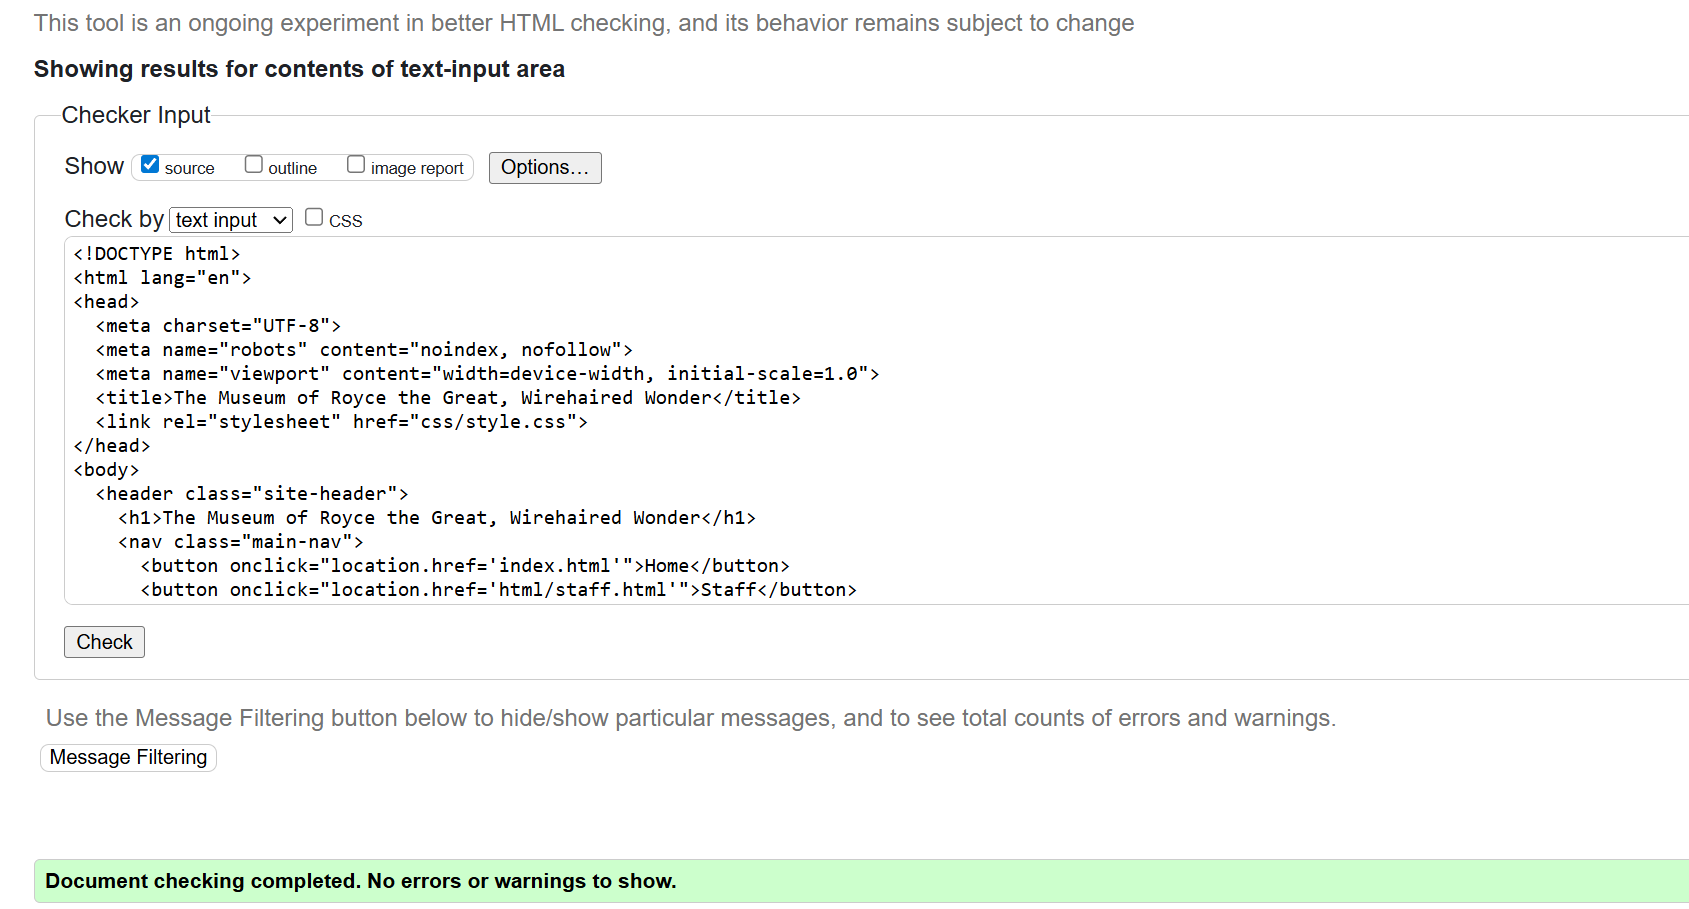 This tool is an ongoing experiment in better HTML checking, and its behavior remains subject to change
Showing results for contents of text-input area
Checker Input
Show source outline image report Options...
Check by text input CSS
<!DOCTYPE html>
<html lang="en">
<head>
  <meta charset="UTF-8">
  <meta name="robots" content="noindex, nofollow">
  <meta name="viewport" content="width=device-width, initial-scale=1.0">
  <title>The Museum of Royce the Great, Wirehaired Wonder</title>
  <link rel="stylesheet" href="css/style.css">
</head>
<body>
  <header class="site-header">
    <h1>The Museum of Royce the Great, Wirehaired Wonder</h1>
    <nav class="main-nav">
      <button onclick="location.href='index.html'">Home</button>
      <button onclick="location.href='html/staff.html'">Staff</button>
Check
Use the Message Filtering button below to hide/show particular messages, and to see total counts of errors and warnings.
Message Filtering
Document checking completed. No errors or warnings to show.